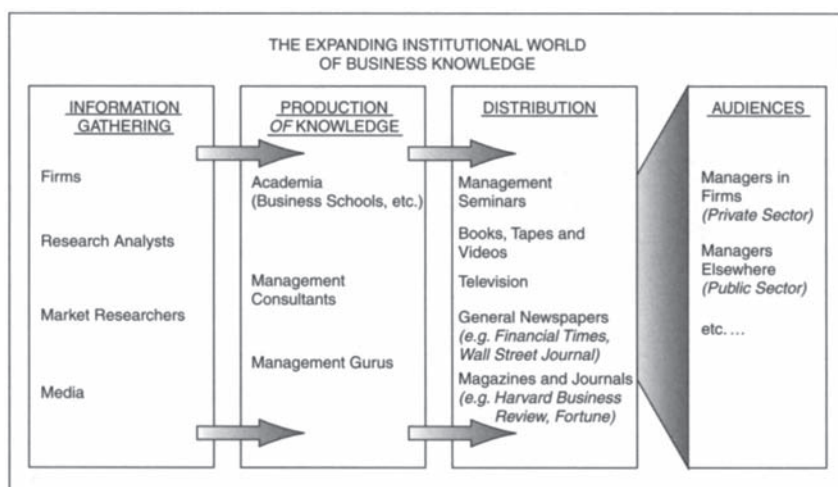 THE EXPANDING INSTITUTIONAL WORLD
OF BUSINESS KNOWLEDGE
INFORMATION
GATHERING
Firms
Research Analysts
Market Researchers
Media
PRODUCTION
OF KNOWLEDGE
Academia
(Business Schools, etc.)
Management
Consultants
Management Gurus
DISTRIBUTION
Management
Seminars
Books, Tapes and
Videos
Television
General Newspapers
(e.g. Financial Times,
Wall Street Journal)
Magazines and Journals
(e.g. Harvard Business
Review, Fortune)
AUDIENCES
Managers in
Firms
(Private Sector)
Managers
Elsewhere
(Public Sector)
etc. ...